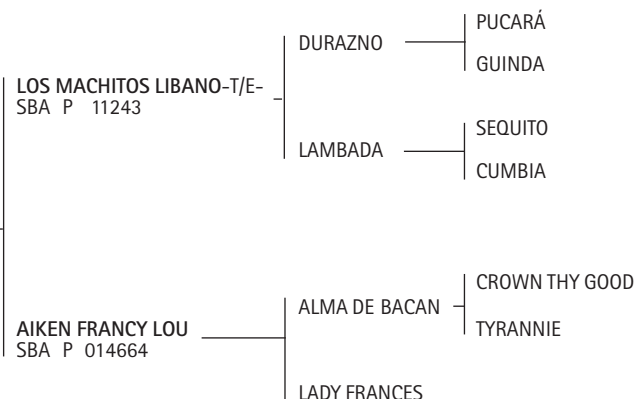 PUCARÁ
DURAZNO
GUINDA
LOS MACHITOS LIBANO-T/E-
SBA P 11243
SEQUITO
LAMBADA
CUMBIA
CROWN THY GOOD
ALMA DE BACAN
TYRANNIE
AIKEN FRANCY LOU
SBA P 014664
LADY FRANCES